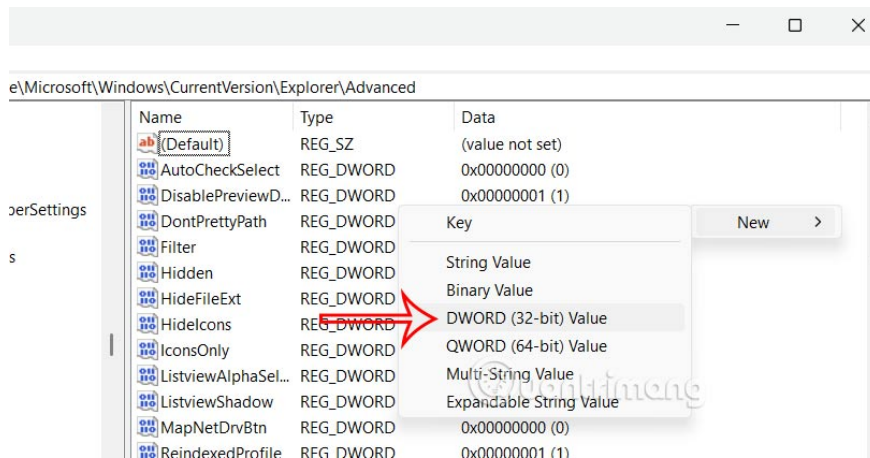 e\Microsoft\Windows\CurrentVersion\Explorer\Advanced
Name Type Data
(Default) REG_SZ (value not set)
AutoCheckSelect REG_DWORD 0x00000000 (0)
DisablePreviewD... REG_DWORD 0x00000001 (1)
perSettings
DontPrettyPath REG_DWORD
Key
New
Filter REG_DWORD
s
String Value
Hidden REG_DWORD
Binary Value
HideFileExt REG_DWORD
DWORD (32-bit) Value
HideIcons REG_DWORD
QWORD (64-bit) Value
IconsOnly REG_DWORD
Multi-String Value
ListviewAlphaSel... REG_DWORD
Quantrimang
ListviewShadow REG_DWORD
Expandable String Value
MapNetDrvBtn REG_DWORD 0x00000000 (0)
ReindexedProfile REG_DWORD 0x00000001 (1)